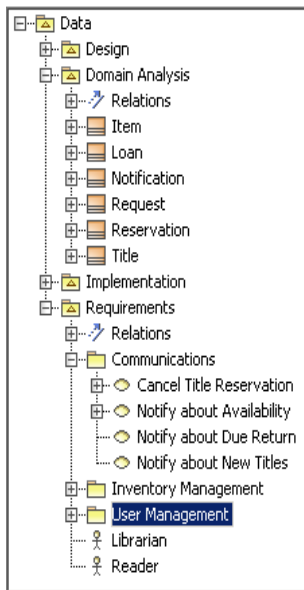 Data
Design
Domain Analysis
Relations
Item
Loan
Notification
Request
Reservation
Title
Implementation
Requirements
Relations
Communications
Cancel Title Reservation
Notify about Availability
Notify about Due Return
Notify about New Titles
Inventory Management
User Management
Librarian
Reader